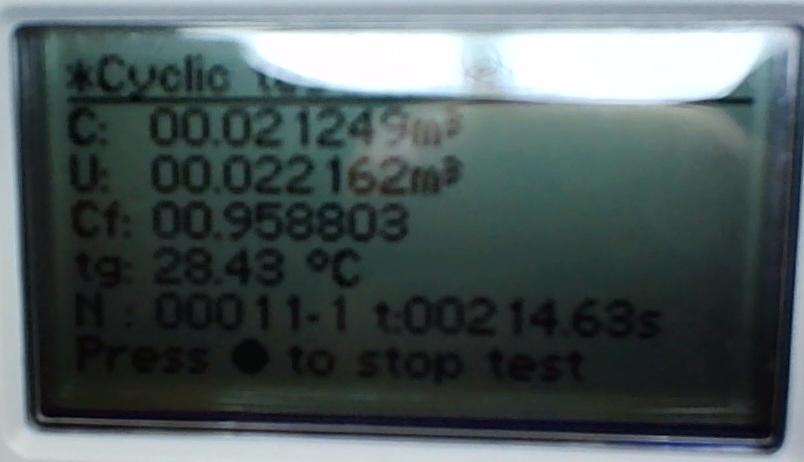 *Cyclic
C: 00.021249m³
U: 00.022162m³
Cf: 00.958803
tg: 28.43 °C
N : 00011-1 t:00214.63s
Press ● to stop test